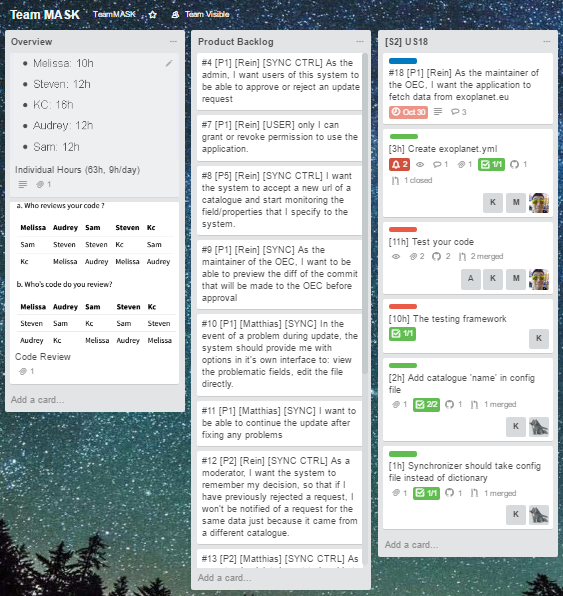 Team MASK TeamMASK Team Visible
Overview
Melissa: 10h
Steven: 12h
KC: 16h
Audrey: 12h
Sam: 12h
Individual Hours (63h, 9h/day)
1
a. Who reviews your code ?
Melissa Audrey Sam Steven Kc
Sam Steven Steven Kc Sam
Kc Melissa Audrey Melissa Audrey
b. Who's code do you review?
Melissa Audrey Sam Steven Kc
Steven Sam Kc Sam Steven
Audrey Kc Melissa Audrey Melissa
Code Review
1
Add a card...
Product Backlog
#4 [P1] [Rein] [SYNC CTRL] As the
admin, I want users of this system to
be able to approve or reject an update
request
#7 [P1] [Rein] [USER] only I can
grant or revoke permission to use the
application.
#8 [P5] [Rein] [SYNC CTRL] I want
the system to accept a new url of a
catalogue and start monitoring the
field/properties that I specify to the
system.
#9 [P1] [Rein] [SYNC] As the
maintainer of the OEC, I want to be
able to preview the diff of the commit
that will be made to the OEC before
approval
#10 [P1] [Matthias] [SYNC] In the
event of a problem during update, the
system should provide me with
options in it's own interface to: view
the problematic fields, edit the file
directly.
#11 [P1] [Matthias] [SYNC] I want to
be able to continue the update after
fixing any problems
#12 [P2] [Rein] [SYNC CTRL] As a
moderator, I want the system to
remember my decision, so that if I
have previously rejected a request, I
won't be notified of a request for the
same data just because it came from
a different catalogue.
#13 [P2] [Matthias] [SYNC CTRL] As
Add a card...
[S2] US18
#18 [P1] [Rein] As the maintainer of
the OEC, I want the application to
fetch data from exoplanet.eu
Oct 30 3
[3h] Create exoplanet.yml
2 1 1 1/1 1
1 closed
K M
[11h] Test your code
2 2 2 merged
A K M
[10h] The testing framework
1/1
K
[2h] Add catalogue 'name' in config
file
1 2/2 1 1 merged
K
[1h] Synchronizer should take config
file instead of dictionary
1 1/1 1 1 merged
K
Add a card...